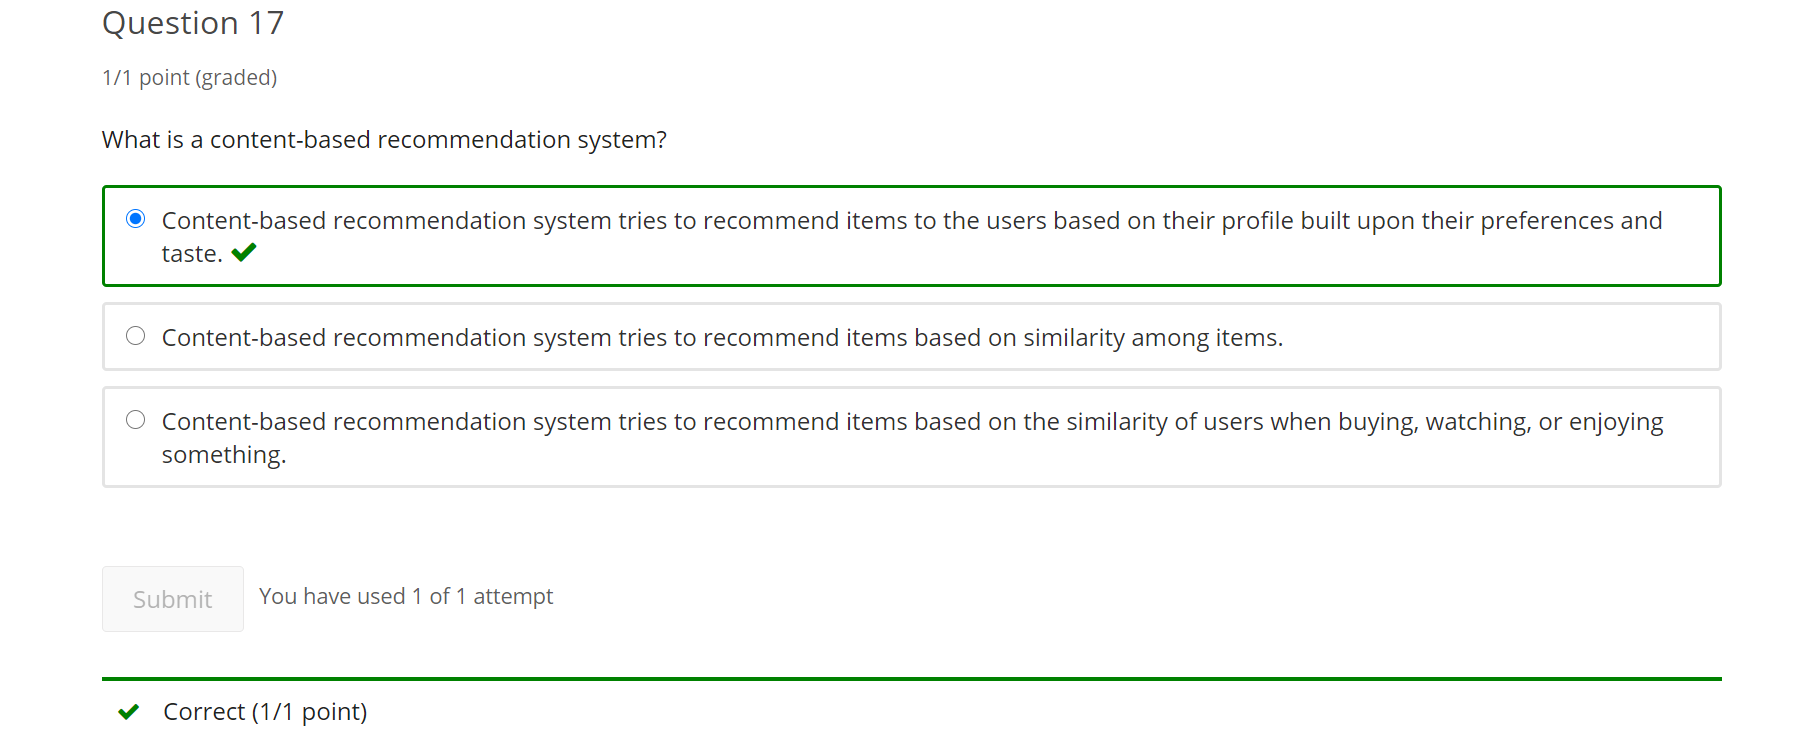 Question 17
1/1 point (graded)
What is a content-based recommendation system?
Content-based recommendation system tries to recommend items to the users based on their profile built upon their preferences and
taste.
Content-based recommendation system tries to recommend items based on similarity among items.
Content-based recommendation system tries to recommend items based on the similarity of users when buying, watching, or enjoying
something.
Submit
You have used 1 of 1 attempt
Correct (1/1 point)